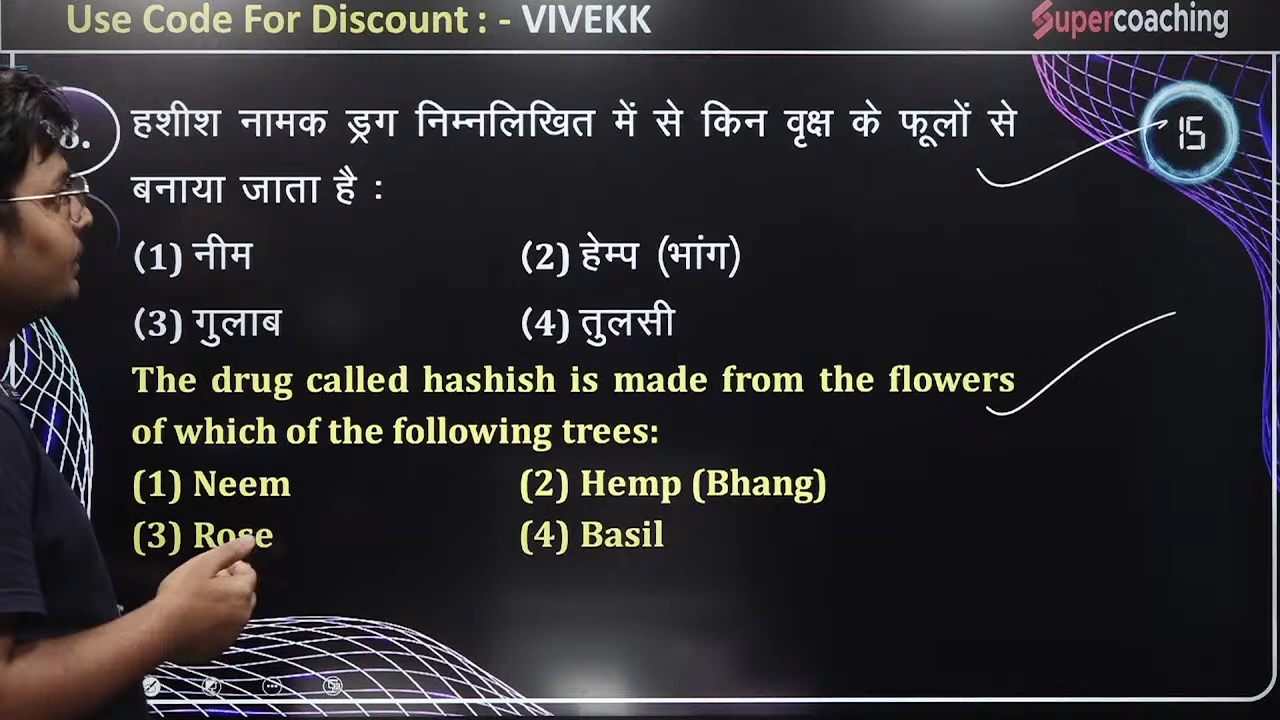 Use Code For Discount : - VIVEKK
Supercoaching
8.
हशीश नामक ड्रग निम्नलिखित में से किन वृक्ष के फूलों से
15
बनाया जाता है :
(1) नीम (2) हेम्प (भांग)
(3) गुलाब (4) तुलसी
The drug called hashish is made from the flowers
of which of the following trees:
(1) Neem (2) Hemp (Bhang)
(3) Rose (4) Basil